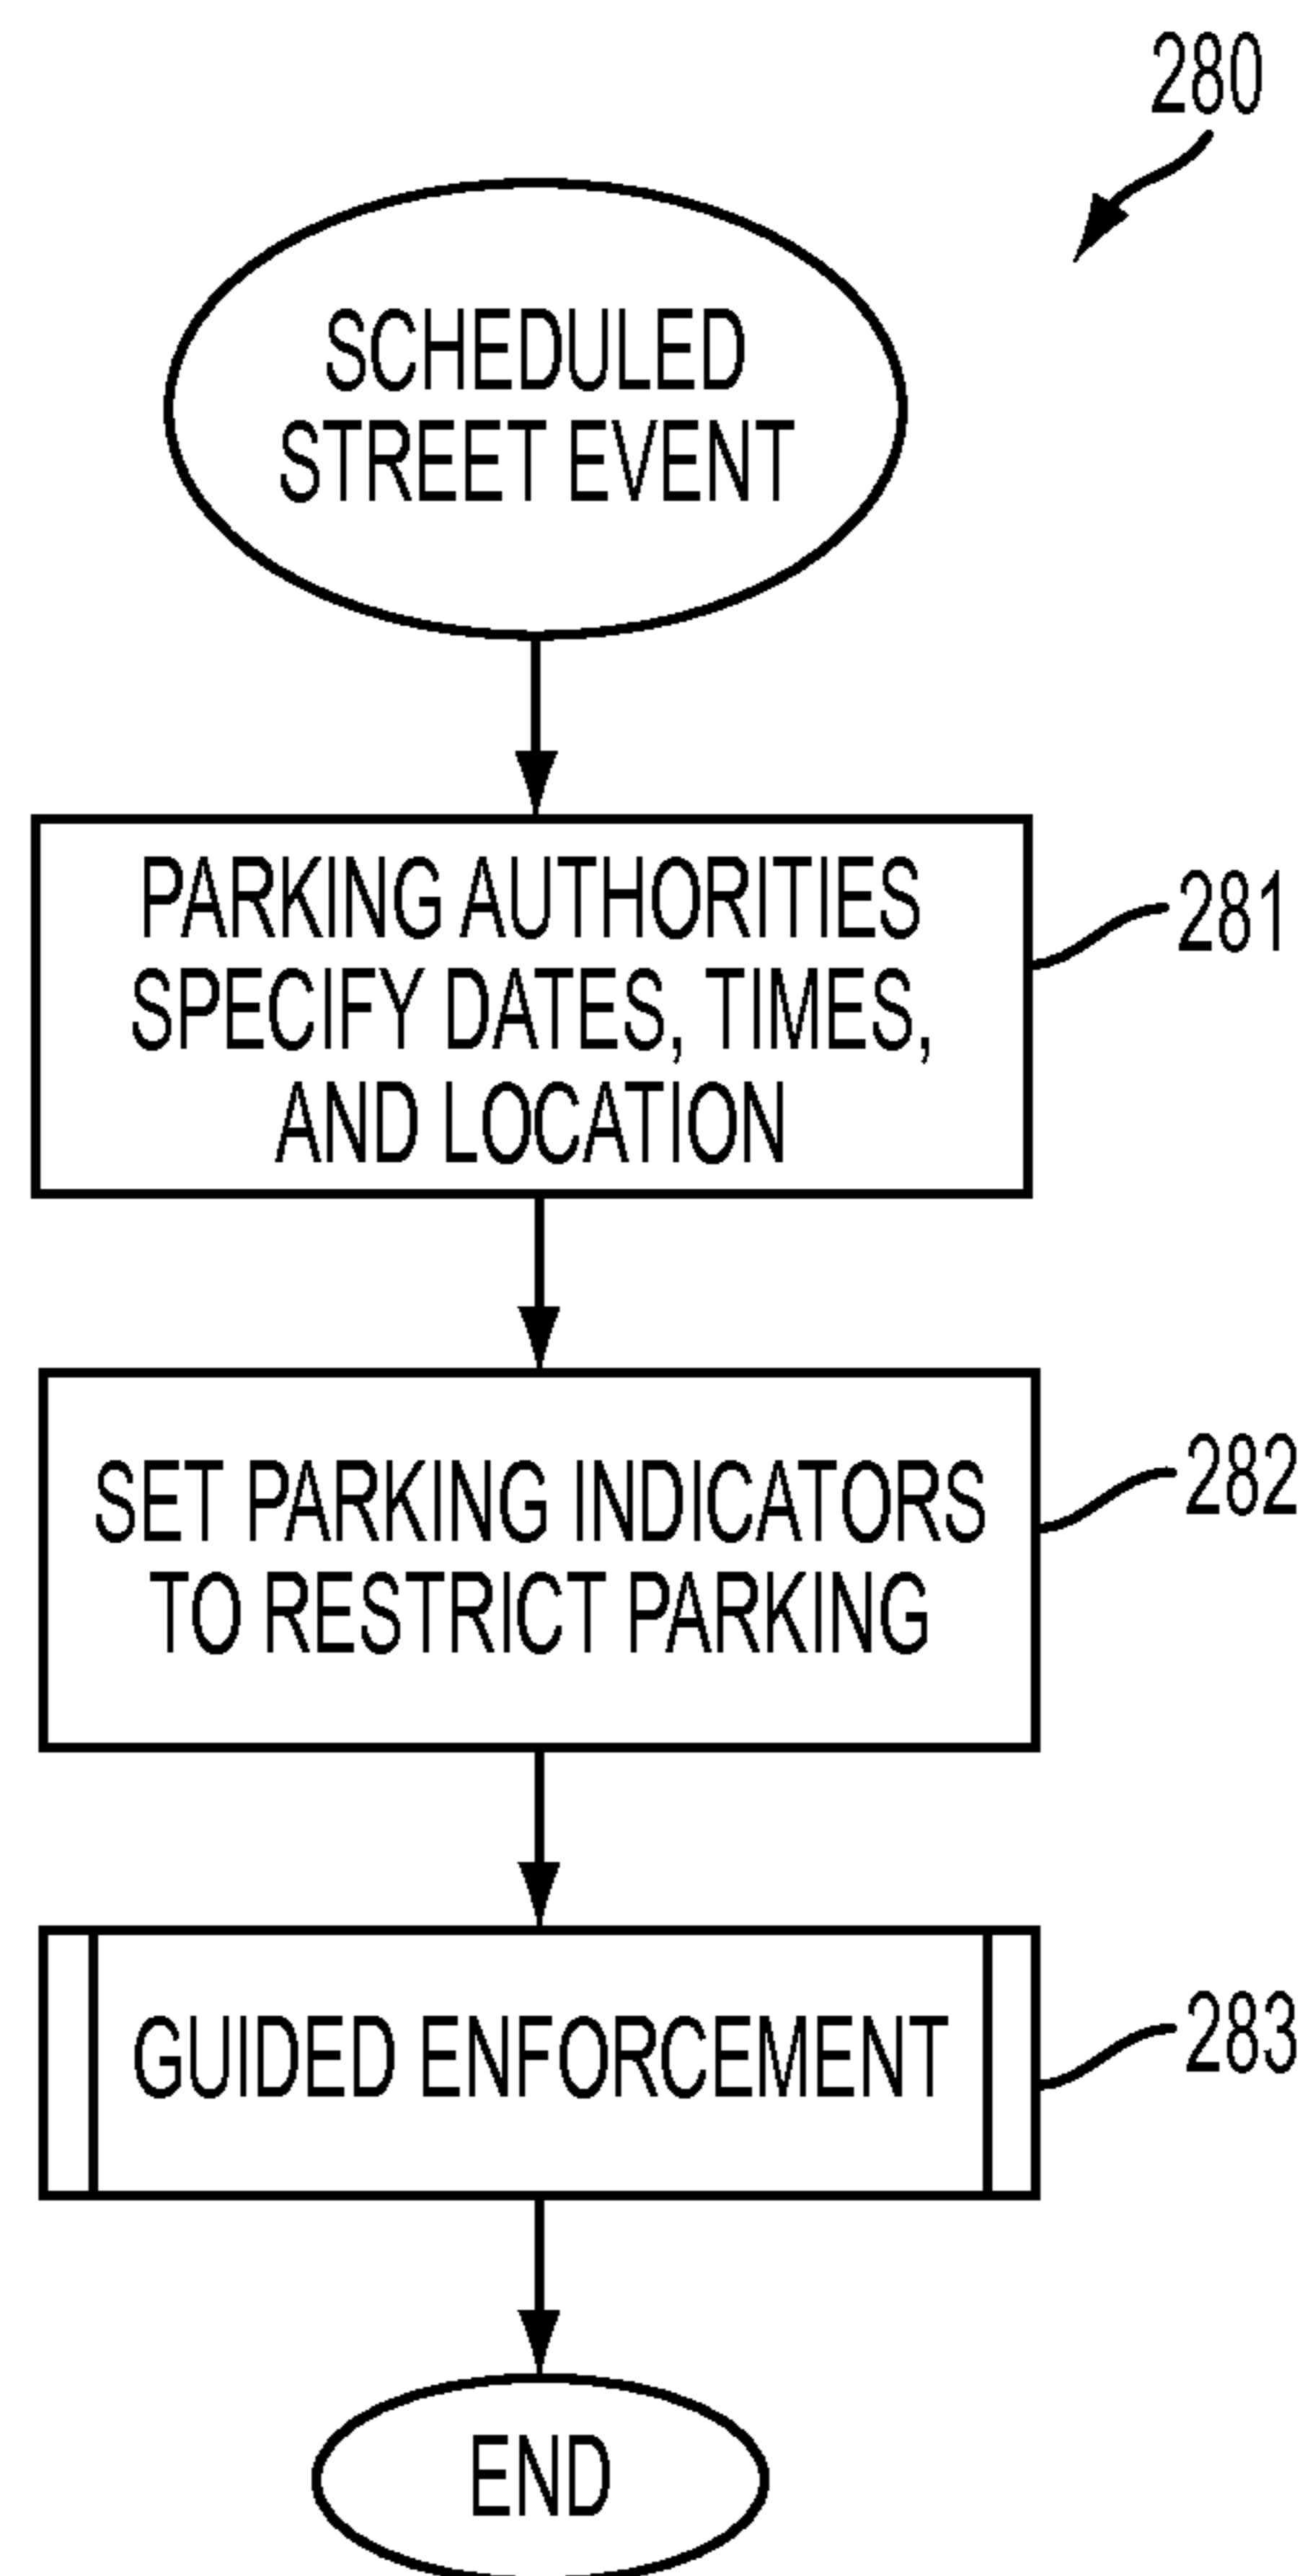 280
SCHEDULED
STREET EVENT
PARKING AUTHORITIES
SPECIFY DATES, TIMES,
AND LOCATION
281
SET PARKING INDICATORS
TO RESTRICT PARKING
282
GUIDED ENFORCEMENT
283
END